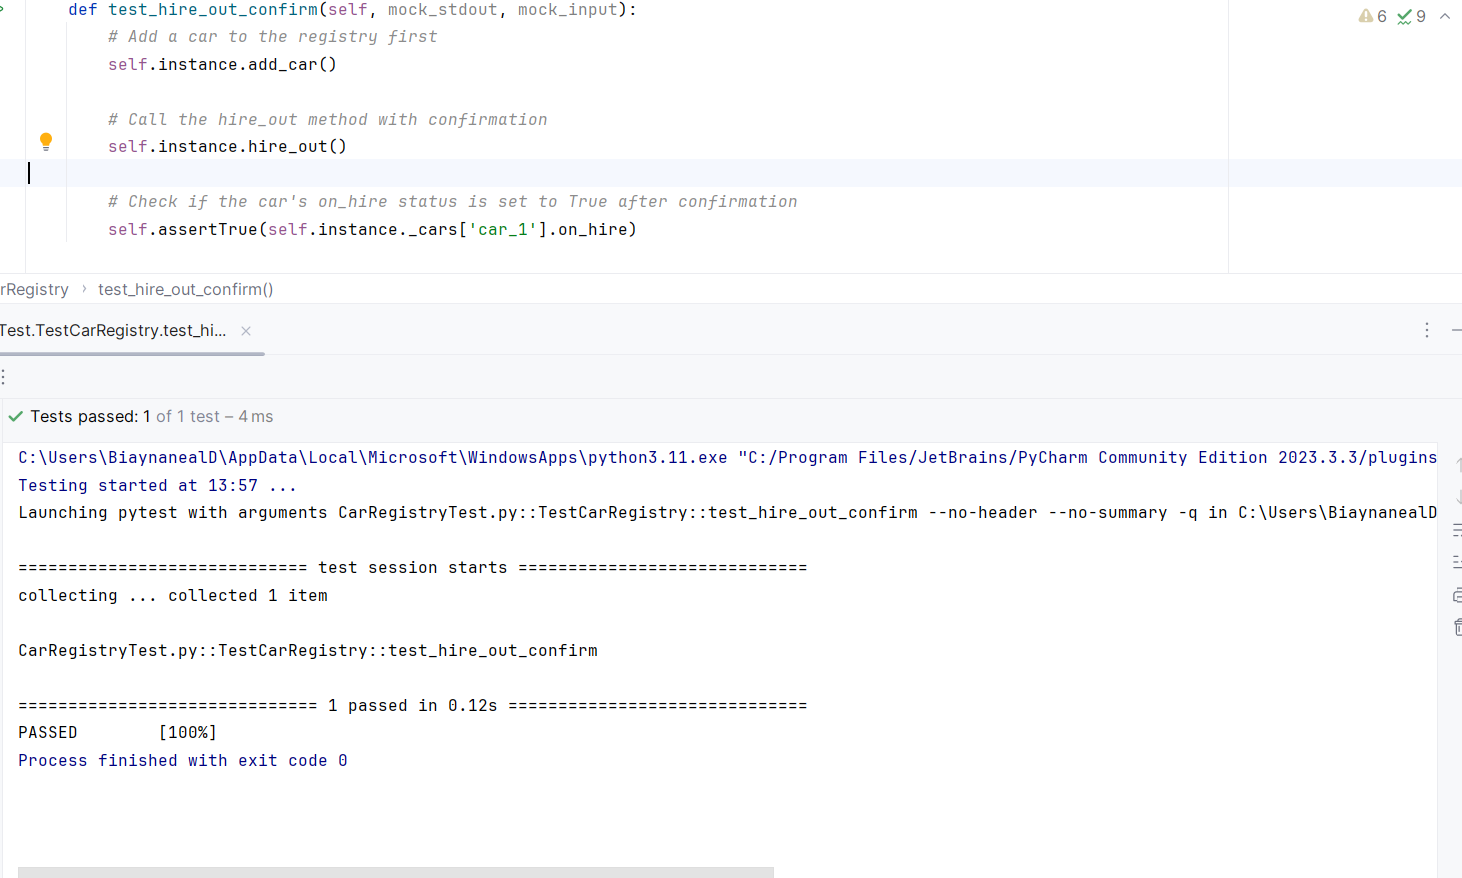 def test_hire_out_confirm(self, mock_stdout, mock_input):
# Add a car to the registry first
self.instance.add_car()
# Call the hire_out method with confirmation
self.instance.hire_out()
# Check if the car's on_hire status is set to True after confirmation
self.assertTrue(self.instance._cars['car_1'].on_hire)
6 9
rRegistry › test_hire_out_confirm()
Test.TestCarRegistry.test_hi...
Tests passed: 1 of 1 test – 4 ms
C:\Users\BiaynanealD\AppData\Local\Microsoft\WindowsApps\python3.11.exe "C:/Program Files/JetBrains/PyCharm Community Edition 2023.3.3/plugins
Testing started at 13:57 ...
Launching pytest with arguments CarRegistryTest.py::TestCarRegistry::test_hire_out_confirm --no-header --no-summary -q in C:\Users\BiaynanealD
============================= test session starts =============================
collecting ... collected 1 item
CarRegistryTest.py::TestCarRegistry::test_hire_out_confirm
============================== 1 passed in 0.12s ==============================
PASSED [100%]
Process finished with exit code 0